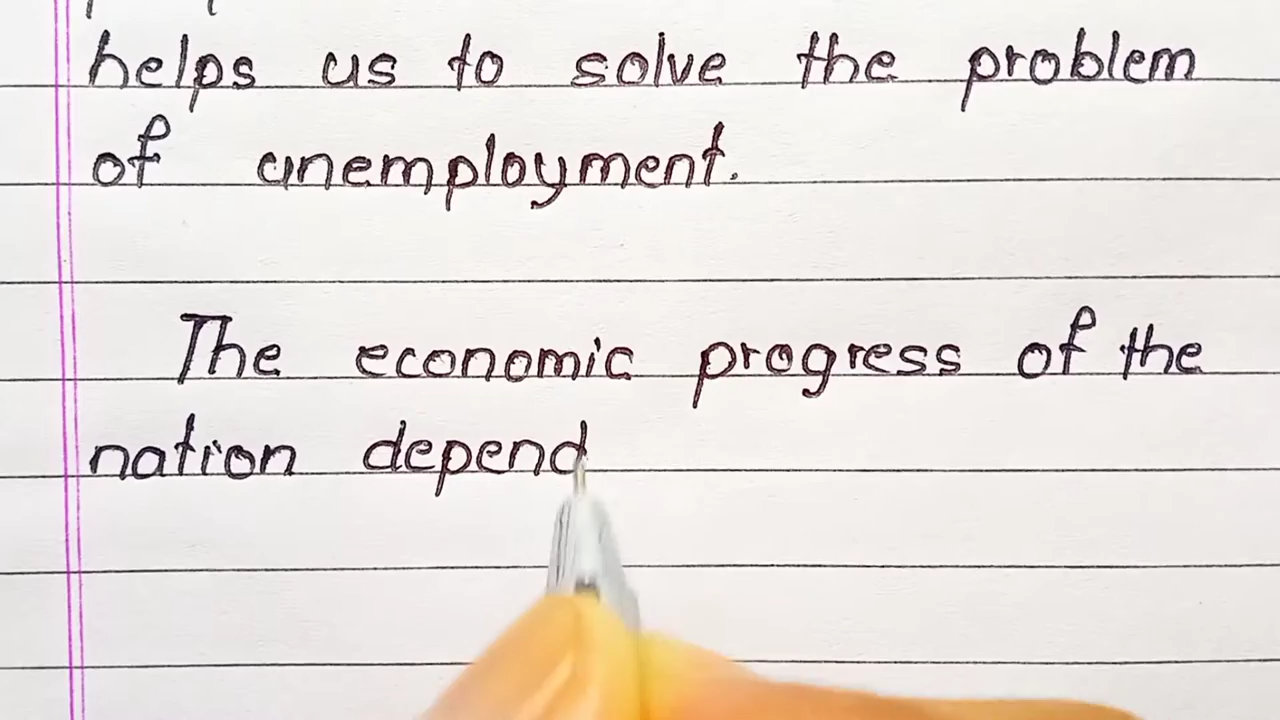 helps us to solve the problem
of unemployment.
The economic progress of the
nation depend